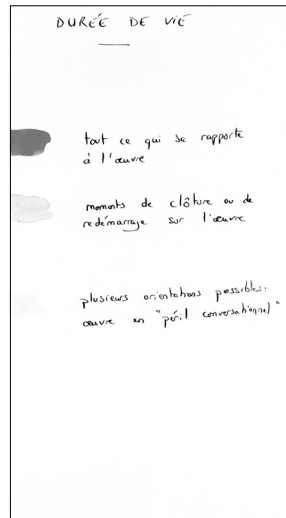 DURÉE DE VIE
tout ce qui se rapporte
à l'œuvre
moments de clôture ou de
redémarrage sur l'œuvre
plusieurs orientations possibles:
œuvre en "péril conversationnel"